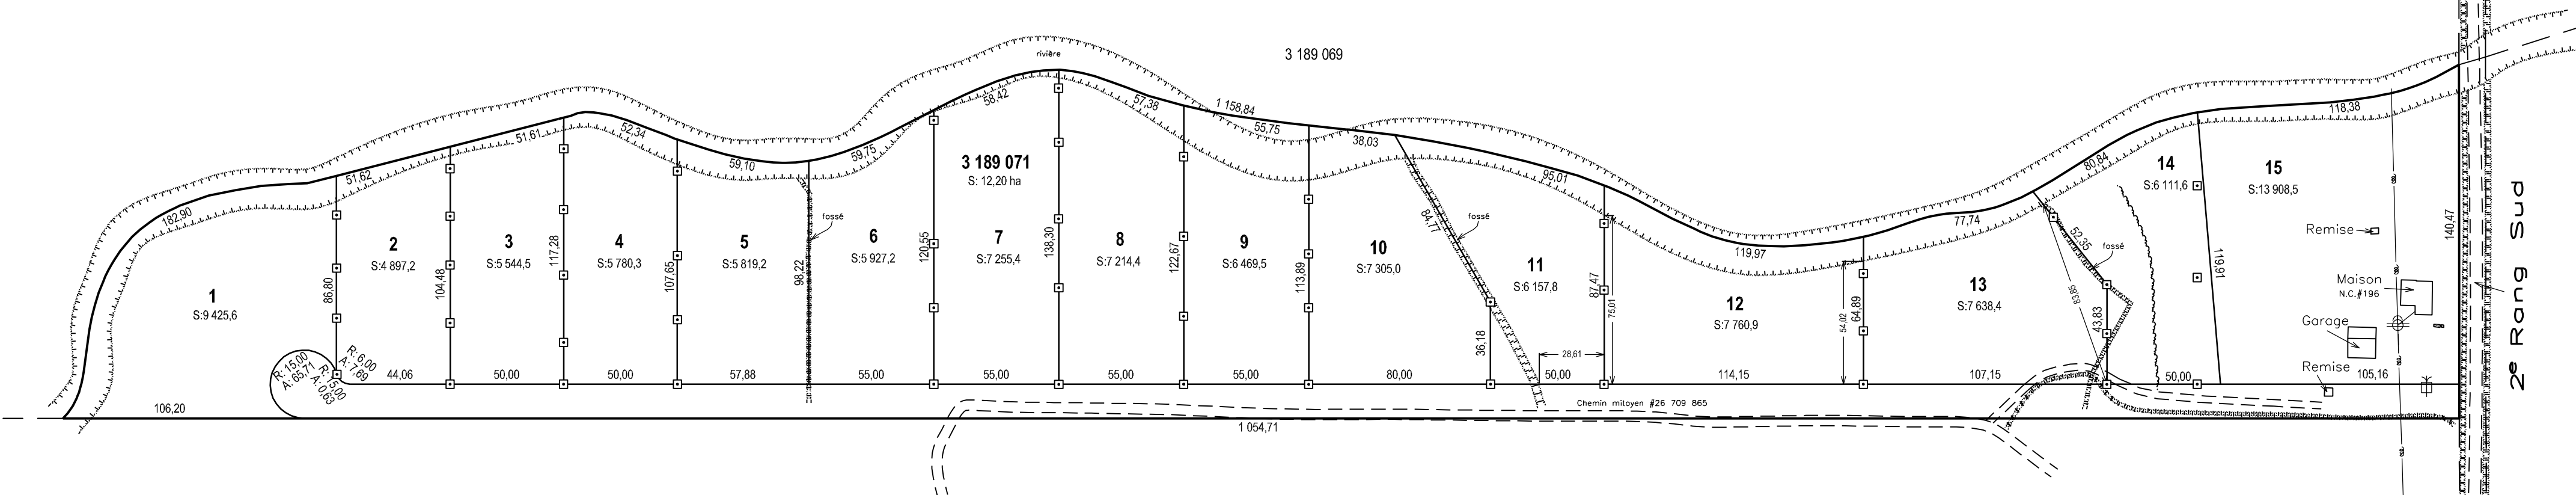 3 189 069
rivière
1 158,84
182,90
51,62
51,61
52,34
59,10
59,75
58,42
57,38
55,75
38,03
95,01
119,97
77,74
80,84
118,38
3 189 071
S: 12,20 ha
1
S:9 425,6
86,80
2
S:4 897,2
104,48
3
S:5 544,5
117,28
4
S:5 780,3
107,65
5
S:5 819,2
98,22
fossé
6
S:5 927,2
120,55
7
S:7 255,4
138,30
8
S:7 214,4
122,67
9
S:6 469,5
113,89
10
S:7 305,0
84,77
36,18
fossé
11
S:6 157,8
87,47
75,01
28,61
12
S:7 760,9
54,02
64,89
13
S:7 638,4
83,85
52,35
43,83
fossé
14
S:6 111,6
119,91
15
S:13 908,5
140,47
Remise
Maison
N.C.#196
Garage
Remise
2e Rang Sud
R: 15,00
A: 65,71
R: 15,00
A: 0,63
R: 6,00
A: 7,69
44,06
50,00
50,00
57,88
55,00
55,00
55,00
55,00
80,00
50,00
114,15
107,15
50,00
105,16
106,20
Chemin mitoyen #26 709 865
1 054,71